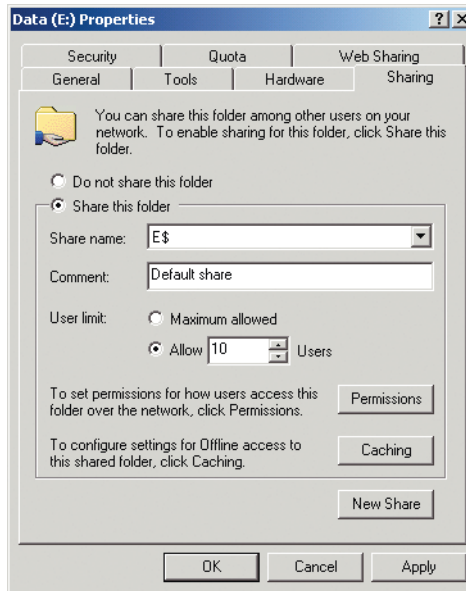 Data (E:) Properties
Security Quota Web Sharing
General Tools Hardware Sharing
You can share this folder among other users on your
network. To enable sharing for this folder, click Share this
folder.
Do not share this folder
Share this folder
Share name: E$
Comment: Default share
User limit: Maximum allowed
Allow 10 Users
To set permissions for how users access this
folder over the network, click Permissions.
Permissions
To configure settings for Offline access to
this shared folder, click Caching.
Caching
New Share
OK Cancel Apply